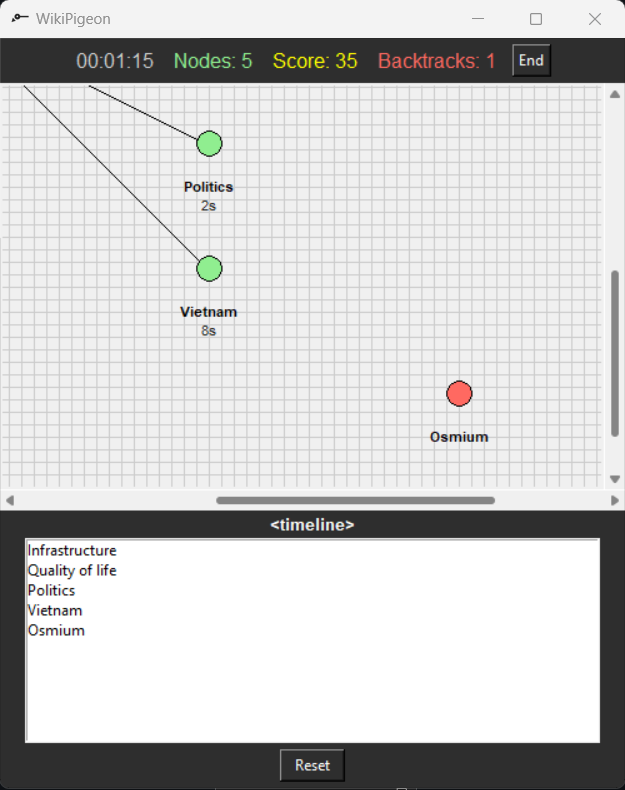 WikiPigeon
00:01:15 Nodes: 5 Score: 35 Backtracks: 1 End
Politics
2s
Vietnam
8s
Osmium
<timeline>
Infrastructure
Quality of life
Politics
Vietnam
Osmium
Reset